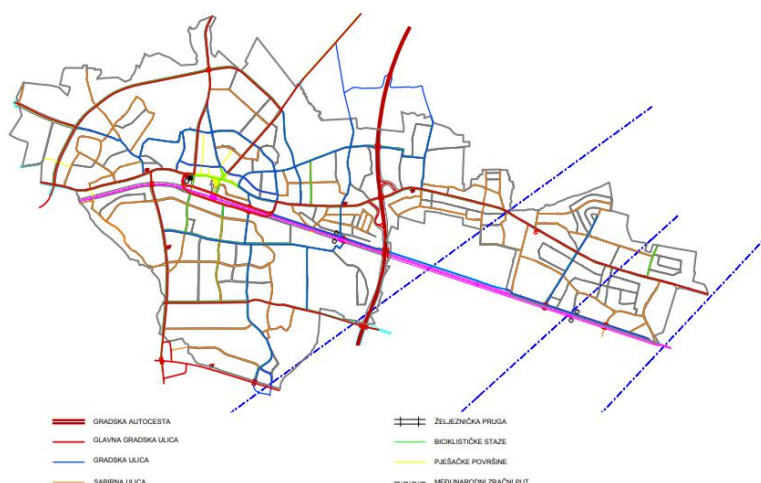 GRADSKA AUTOCESTA
GLAVNA GRADSKA ULICA
GRADSKA ULICA
SABIRNA ULICA
ŽELJEZNIČKA PRUGA
BICIKLISTIČKE STAZE
PJEŠAČKE POVRŠINE
MEĐUNARODNI ZRAČNI PUT